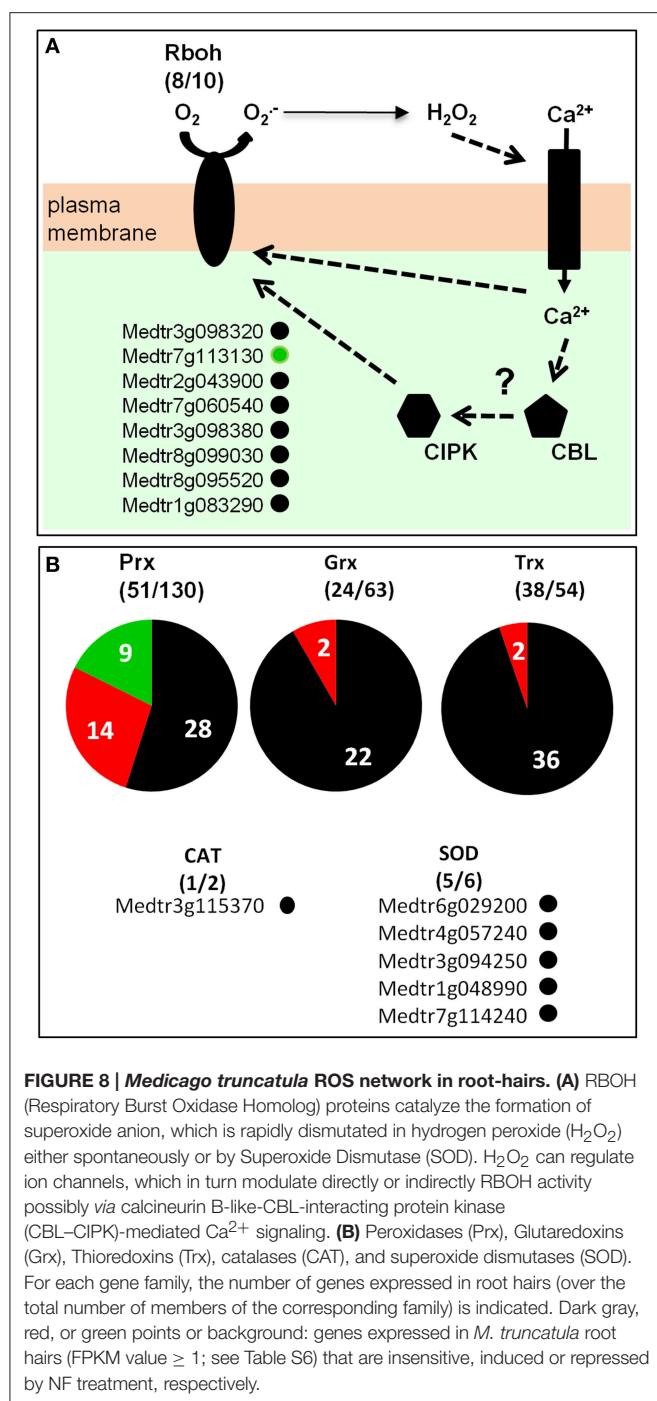 A
Rboh
(8/10)
O₂ O₂·- H₂O₂ Ca²⁺
plasma
membrane
Ca²⁺
Medtr3g098320
Medtr7g113130
Medtr2g043900
Medtr7g060540
Medtr3g098380
Medtr8g099030
Medtr8g095520
Medtr1g083290
?
CIPK CBL
B
Prx
(51/130)
Grx
(24/63)
Trx
(38/54)
9
14
28
2
22
2
36
CAT
(1/2)
Medtr3g115370
SOD
(5/6)
Medtr6g029200
Medtr4g057240
Medtr3g094250
Medtr1g048990
Medtr7g114240
FIGURE 8 | Medicago truncatula ROS network in root-hairs. (A) RBOH
(Respiratory Burst Oxidase Homolog) proteins catalyze the formation of
superoxide anion, which is rapidly dismutated in hydrogen peroxide (H₂O₂)
either spontaneously or by Superoxide Dismutase (SOD). H₂O₂ can regulate
ion channels, which in turn modulate directly or indirectly RBOH activity
possibly via calcineurin B-like-CBL-interacting protein kinase
(CBL–CIPK)-mediated Ca²⁺ signaling. (B) Peroxidases (Prx), Glutaredoxins
(Grx), Thioredoxins (Trx), catalases (CAT), and superoxide dismutases (SOD).
For each gene family, the number of genes expressed in root hairs (over the
total number of members of the corresponding family) is indicated. Dark gray,
red, or green points or background: genes expressed in M. truncatula root
hairs (FPKM value ≥ 1; see Table S6) that are insensitive, induced or repressed
by NF treatment, respectively.